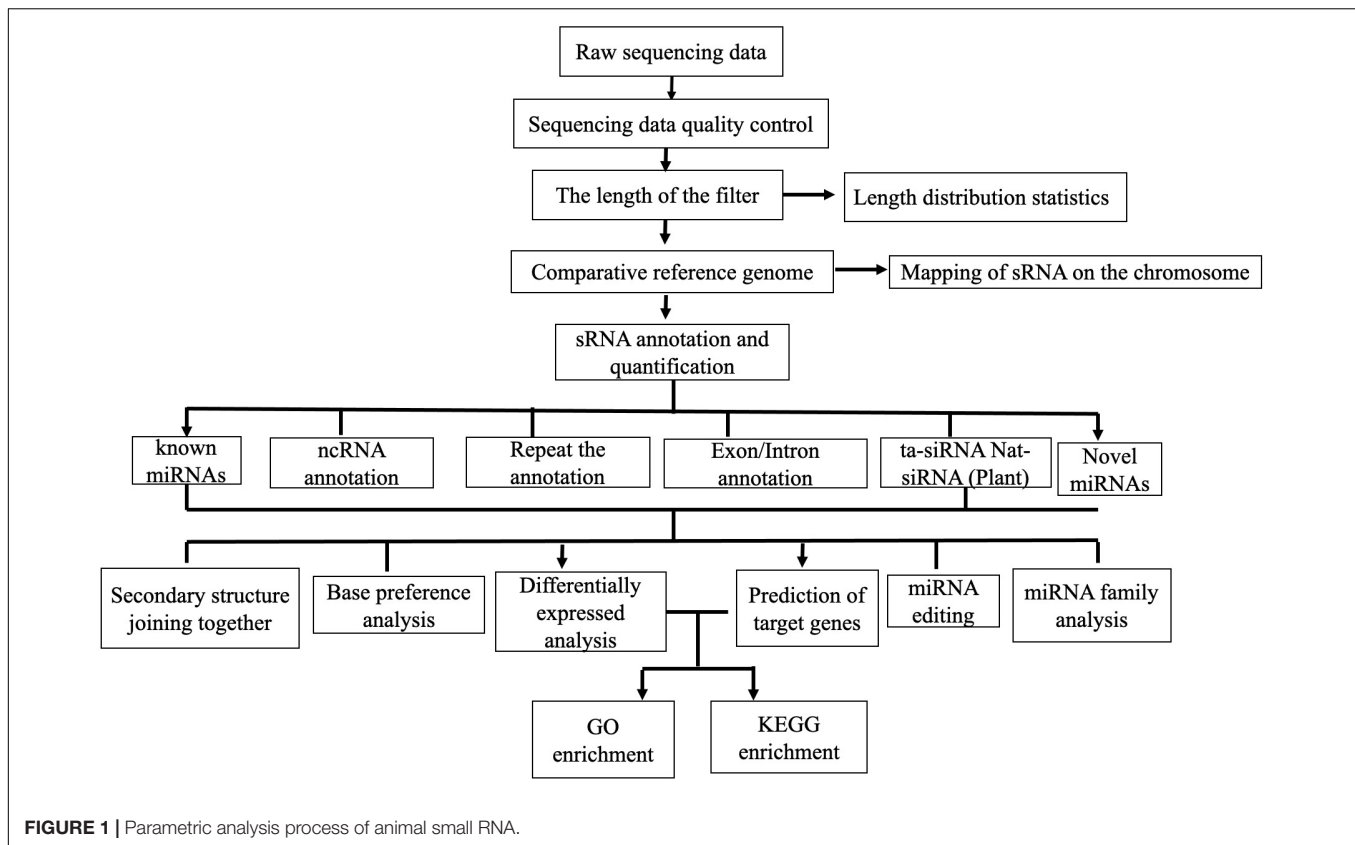 Raw sequencing data
Sequencing data quality control
The length of the filter
Length distribution statistics
Comparative reference genome
Mapping of sRNA on the chromosome
sRNA annotation and
quantification
known
miRNAs
ncRNA
annotation
Repeat the
annotation
Exon/Intron
annotation
ta-siRNA Nat-
siRNA (Plant)
Novel
miRNAs
Secondary structure
joining together
Base preference
analysis
Differentially
expressed
analysis
Prediction of
target genes
miRNA
editing
miRNA family
analysis
GO
enrichment
KEGG
enrichment
FIGURE 1 | Parametric analysis process of animal small RNA.